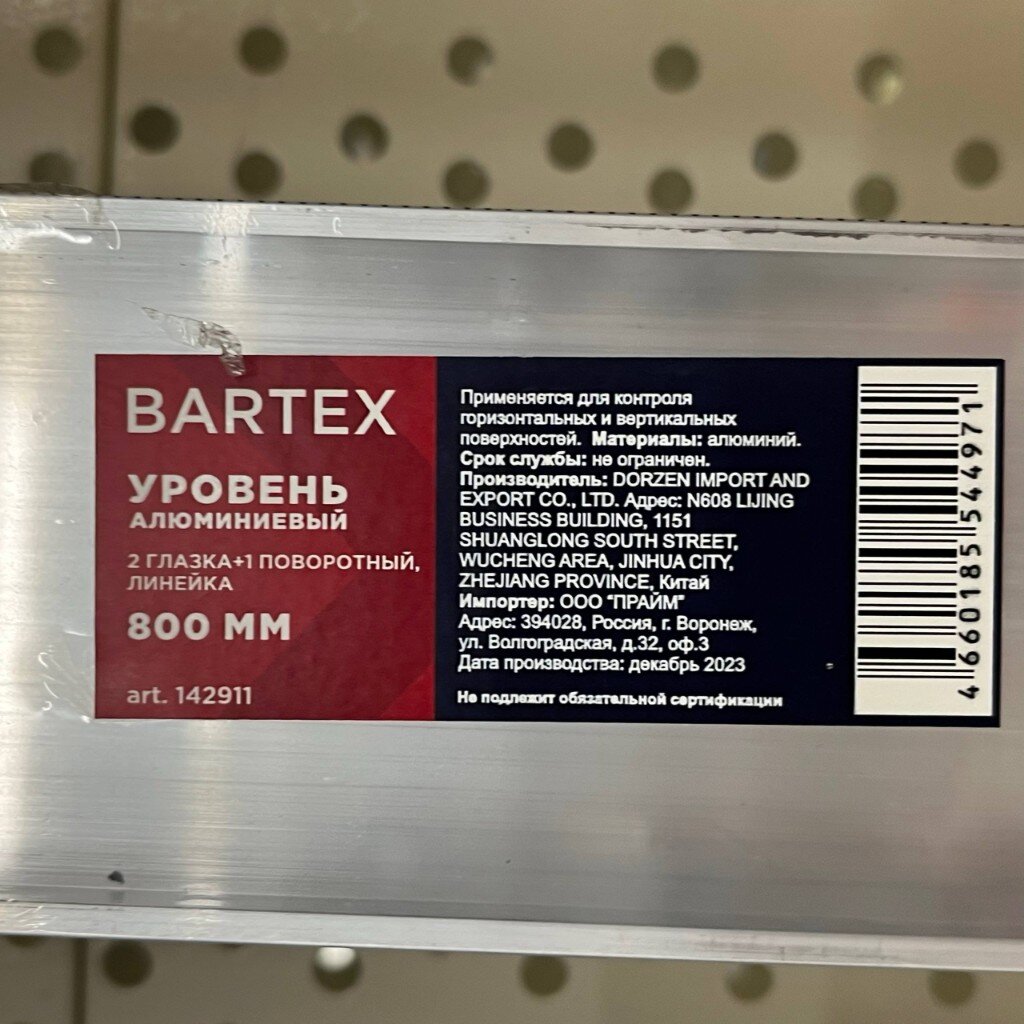 BARTEX
УРОВЕНЬ
АЛЮМИНИЕВЫЙ
2 ГЛАЗКА+1 ПОВОРОТНЫЙ,
ЛИНЕЙКА
800 ММ
art. 142911
Применяется для контроля
горизонтальных и вертикальных
поверхностей. Материалы: алюминий.
Срок службы: не ограничен.
Производитель: DORZEN IMPORT AND
EXPORT CO., LTD. Адрес: N608 LIJING
BUSINESS BUILDING, 1151
SHUANGLONG SOUTH STREET,
WUCHENG AREA, JINHUA CITY,
ZHEJIANG PROVINCE, Китай
Импортер: ООО "ПРАЙМ"
Адрес: 394028, Россия, г. Воронеж,
ул. Волгоградская, д.32, оф.3
Дата производства: декабрь 2023
Не подлежит обязательной сертификации
4 660185 544971